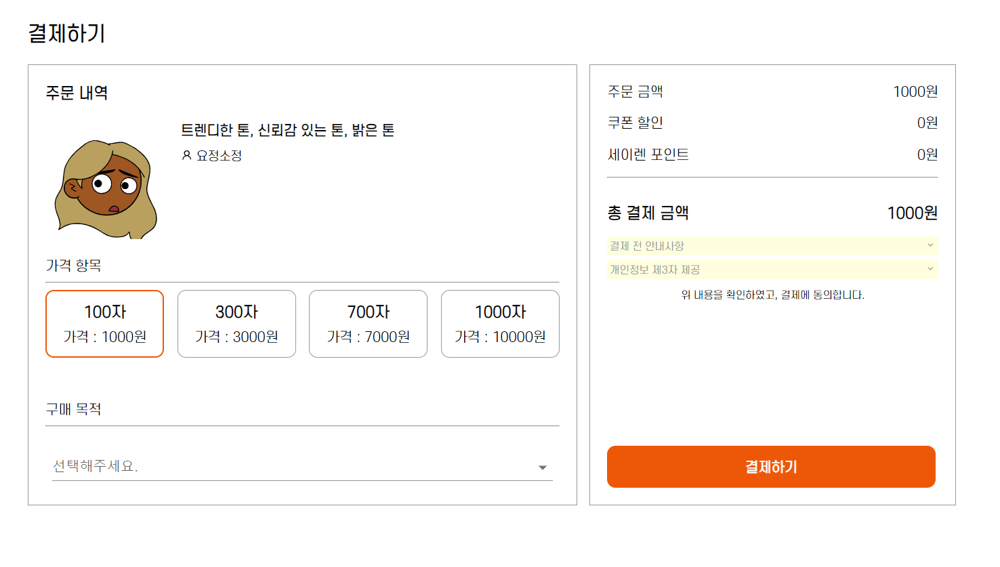 결제하기
주문 내역
트렌디한 톤, 신뢰감 있는 톤, 밝은 톤
요정소정
가격 항목
100자
가격 : 1000원
300자
가격 : 3000원
700자
가격 : 7000원
1000자
가격 : 10000원
구매 목적
선택해주세요.
주문 금액 1000원
쿠폰 할인 0원
세이렌 포인트 0원
총 결제 금액 1000원
결제 전 안내사항
개인정보 제3자 제공
위 내용을 확인하였고, 결제에 동의합니다.
결제하기